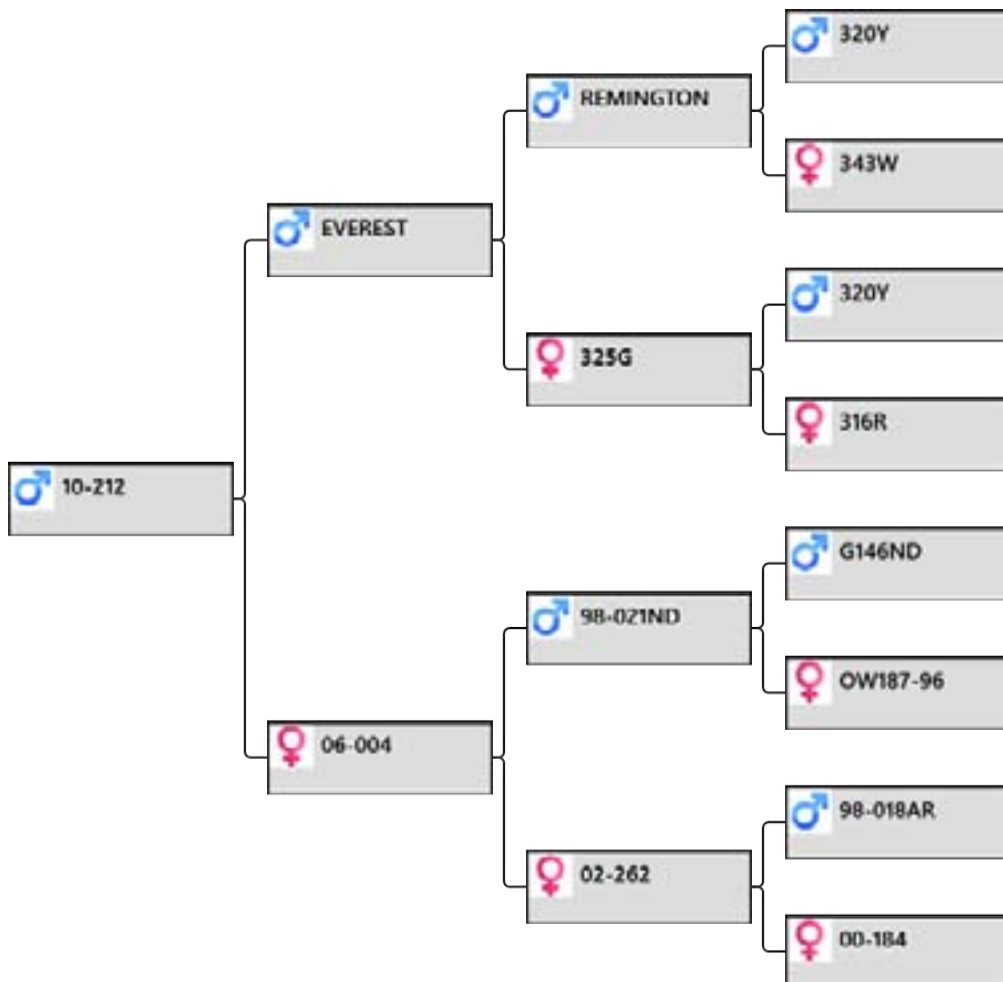 320Y
REMINGTON
343W
EVEREST
320Y
325G
316R
10-212
G146ND
98-021ND
OW187-96
06-004
98-018AR
02-262
00-184